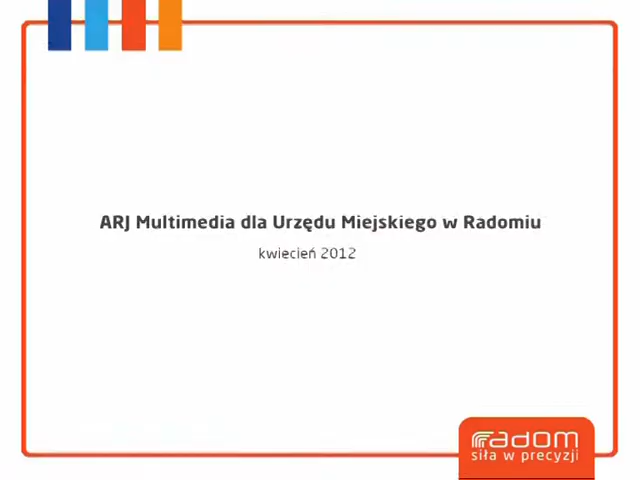 ARJ Multimedia dla Urzędu Miejskiego w Radomiu
kwiecień 2012
radom
siła w precyzji